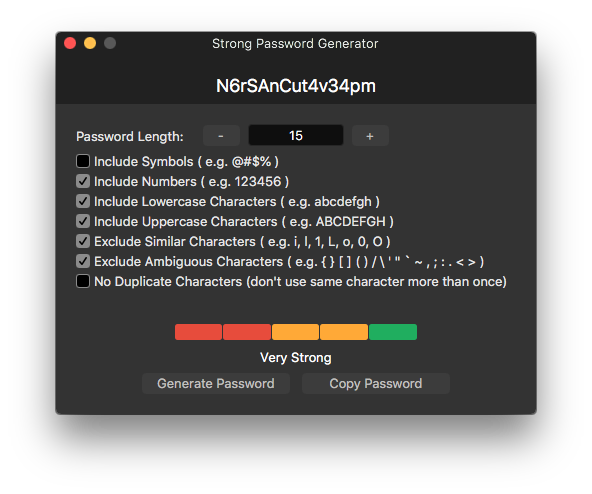 Strong Password Generator
N6rSAnCut4v34pm
Password Length: - 15 +
Include Symbols ( e.g. @#$% )
Include Numbers ( e.g. 123456 )
Include Lowercase Characters ( e.g. abcdefgh )
Include Uppercase Characters ( e.g. ABCDEFGH )
Exclude Similar Characters ( e.g. i, l, 1, L, o, 0, O )
Exclude Ambiguous Characters ( e.g. { } [ ] ( ) / \ ' " ` ~ , ; : . < > )
No Duplicate Characters (don't use same character more than once)
Very Strong
Generate Password Copy Password